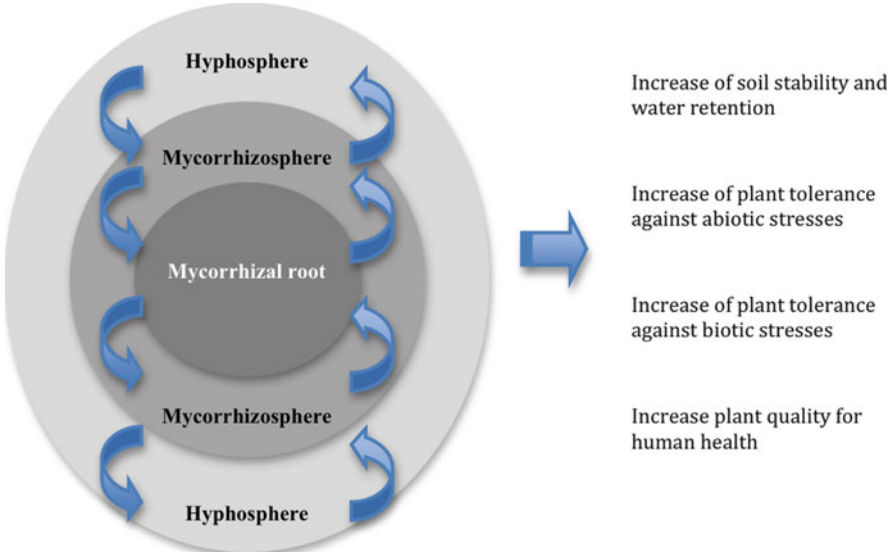 Hyphosphere
Mycorrhizosphere
Mycorrhizal root
Mycorrhizosphere
Hyphosphere
Increase of soil stability and
water retention
Increase of plant tolerance
against abiotic stresses
Increase of plant tolerance
against biotic stresses
Increase plant quality for
human health